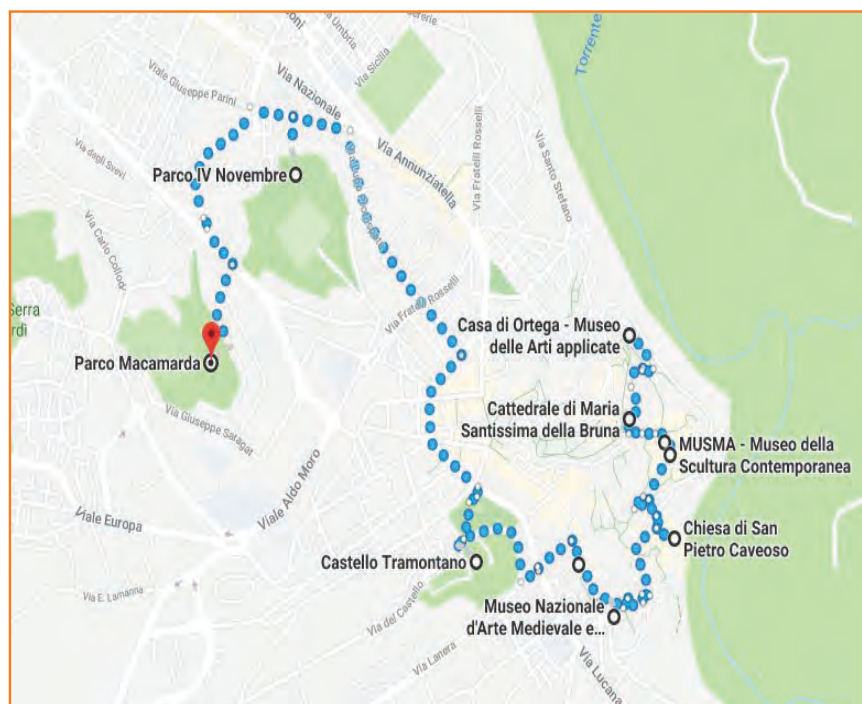 Via Umbria
Via Sicilia
Viale Giuseppe Parini
Via Nazionale
Torrente
Via degli Svevi
Via Annunziatella
Via Fratelli Rosselli
Via Santo Stefano
Parco IV Novembre
Via Carlo Collodi
Serra
rdi
Via Fratelli Rosselli
Casa di Ortega - Museo
delle Arti applicate
Parco Macamarda
Cattedrale di Maria
Santissima della Bruna
MUSMA - Museo della
Scultura Contemporanea
Via Giuseppe Saragat
Viale Aldo Moro
Viale Europa
Chiesa di San
Pietro Caveoso
Castello Tramontano
Via E. Lamanna
Museo Nazionale
d'Arte Medievale e...
Via del Castello
Via Lanera
Via Lucana